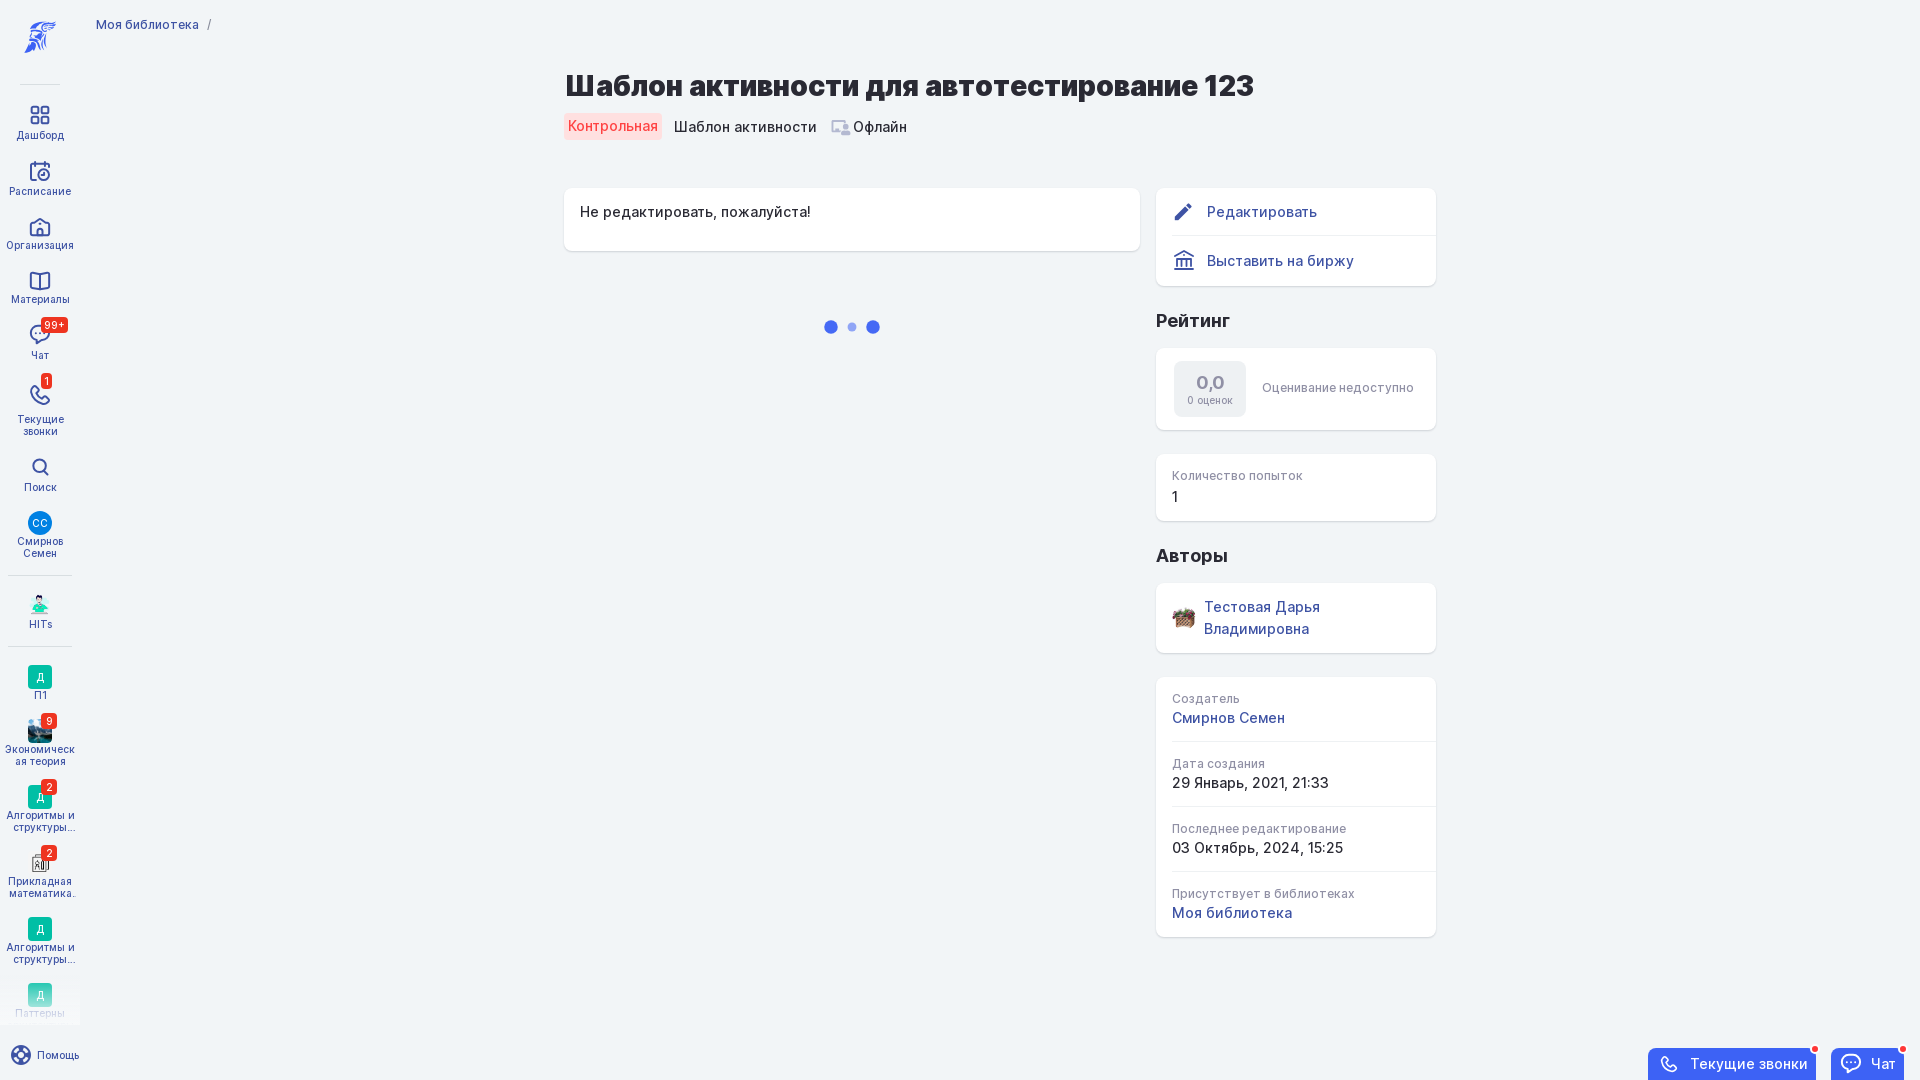 Моя библиотека /
Шаблон активности для автотестирование 123
Контрольная Шаблон активности Офлайн
Дашборд
Расписание
Организация
Материалы
99+
Чат
1
Текущие
звонки
Поиск
СС
Смирнов
Семен
HITs
Д
П1
9
Экономическ
ая теория
2
Д
Алгоритмы и
структуры...
2
Прикладная
математика.
Д
Алгоритмы и
структуры...
Д
Паттерны
Помощь
Не редактировать, пожалуйста!
Редактировать
Выставить на биржу
Рейтинг
0,0
0 оценок
Оценивание недоступно
Количество попыток
1
Авторы
Тестовая Дарья
Владимировна
Создатель
Смирнов Семен
Дата создания
29 Январь, 2021, 21:33
Последнее редактирование
03 Октябрь, 2024, 15:25
Присутствует в библиотеках
Моя библиотека
Текущие звонки
Чат